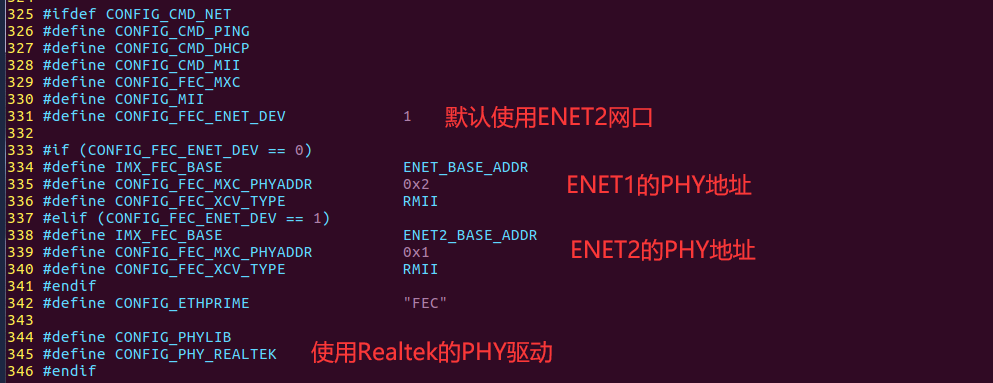 325 #ifdef CONFIG_CMD_NET
326 #define CONFIG_CMD_PING
327 #define CONFIG_CMD_DHCP
328 #define CONFIG_CMD_MII
329 #define CONFIG_FEC_MXC
330 #define CONFIG_MII
331 #define CONFIG_FEC_ENET_DEV 1 默认使用ENET2网口
332
333 #if (CONFIG_FEC_ENET_DEV == 0)
334 #define IMX_FEC_BASE ENET_BASE_ADDR
335 #define CONFIG_FEC_MXC_PHYADDR 0x2 ENET1的PHY地址
336 #define CONFIG_FEC_XCV_TYPE RMII
337 #elif (CONFIG_FEC_ENET_DEV == 1)
338 #define IMX_FEC_BASE ENET2_BASE_ADDR
339 #define CONFIG_FEC_MXC_PHYADDR 0x1 ENET2的PHY地址
340 #define CONFIG_FEC_XCV_TYPE RMII
341 #endif
342 #define CONFIG_ETHPRIME "FEC"
343
344 #define CONFIG_PHYLIB
345 #define CONFIG_PHY_REALTEK 使用Realtek的PHY驱动
346 #endif